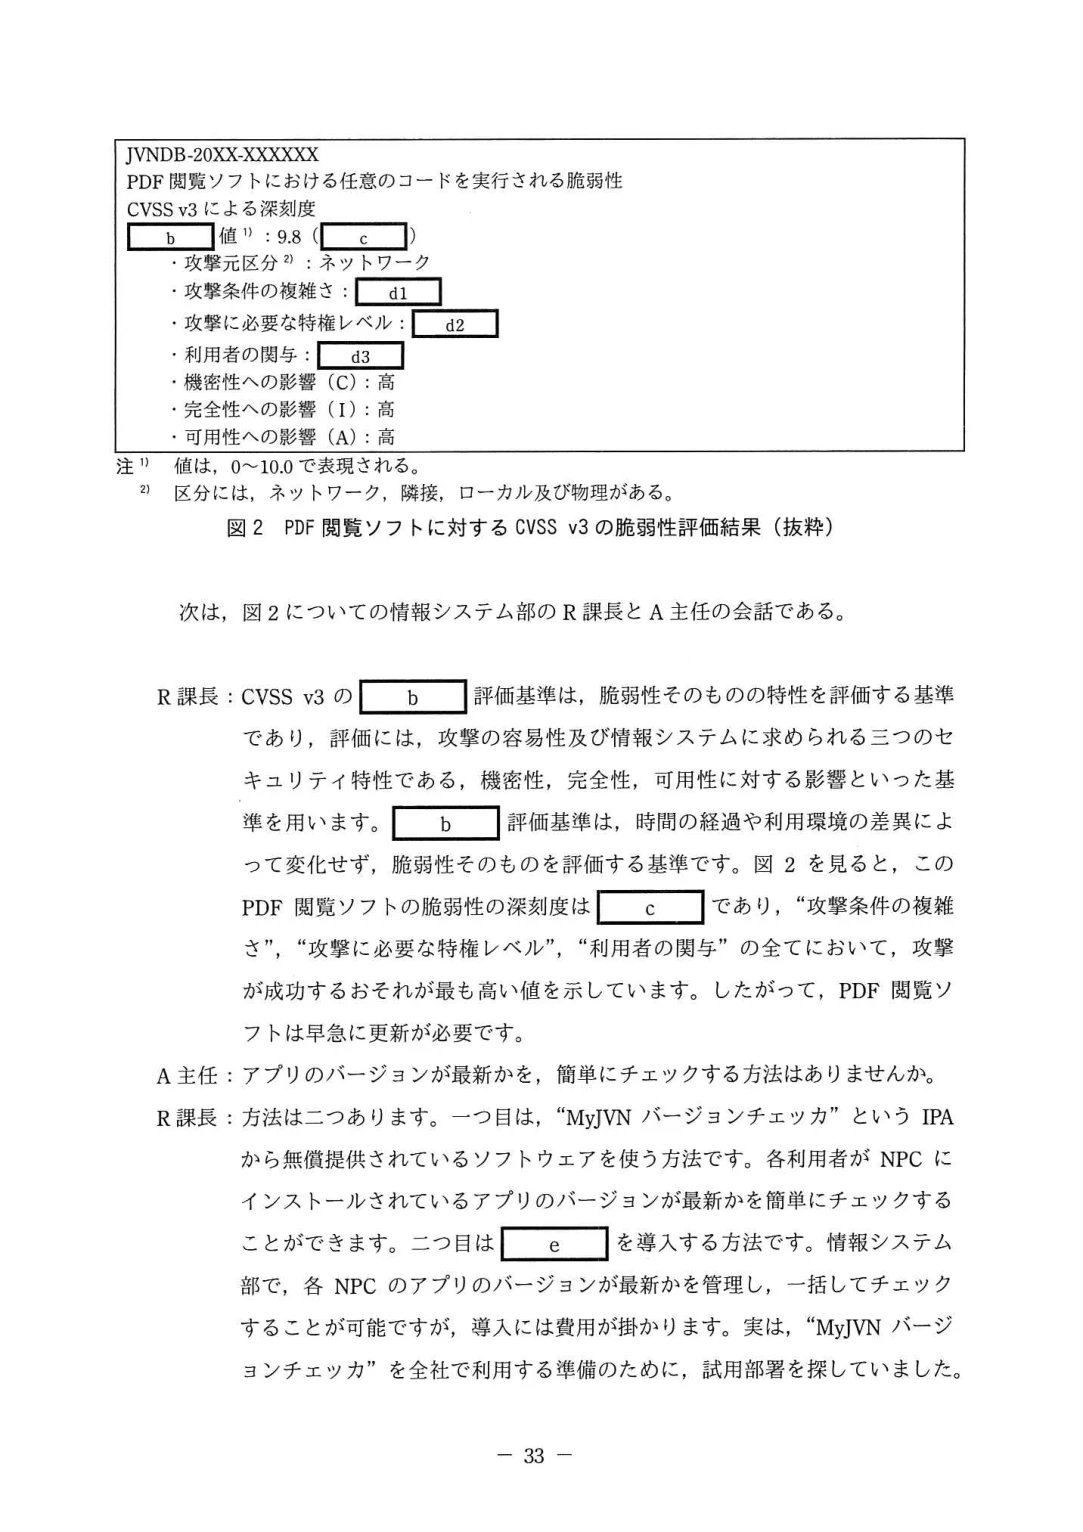 JVNDB-20XX-XXXXXX
PDF 閲覧ソフトにおける任意のコードを実行される脆弱性
CVSS v3 による深刻度
b 値 1) : 9.8 ( c )
・攻撃元区分 2) : ネットワーク
・攻撃条件の複雑さ : d1
・攻撃に必要な特権レベル : d2
・利用者の関与 : d3
・機密性への影響（C）: 高
・完全性への影響（I）: 高
・可用性への影響（A）: 高
注 1) 値は，0～10.0 で表現される。
2) 区分には，ネットワーク，隣接，ローカル及び物理がある。
図 2 PDF 閲覧ソフトに対する CVSS v3 の脆弱性評価結果（抜粋）
次は，図 2 についての情報システム部の R 課長と A 主任の会話である。
R 課長 : CVSS v3 の b 評価基準は，脆弱性そのものの特性を評価する基準
であり，評価には，攻撃の容易性及び情報システムに求められる三つのセ
キュリティ特性である，機密性，完全性，可用性に対する影響といった基
準を用います。 b 評価基準は，時間の経過や利用環境の差異によ
って変化せず，脆弱性そのものを評価する基準です。図 2 を見ると，この
PDF 閲覧ソフトの脆弱性の深刻度は c であり，“攻撃条件の複雑
さ”，“攻撃に必要な特権レベル”，“利用者の関与” の全てにおいて，攻撃
が成功するおそれが最も高い値を示しています。したがって，PDF 閲覧ソ
フトは早急に更新が必要です。
A 主任 : アプリのバージョンが最新かを，簡単にチェックする方法はありませんか。
R 課長 : 方法は二つあります。一つ目は，“MyJVN バージョンチェッカ” という IPA
から無償提供されているソフトウェアを使う方法です。各利用者が NPC に
インストールされているアプリのバージョンが最新かを簡単にチェックする
ことができます。二つ目は e を導入する方法です。情報システム
部で，各 NPC のアプリのバージョンが最新かを管理し，一括してチェック
することが可能ですが，導入には費用が掛かります。実は，“MyJVN バージ
ョンチェッカ” を全社で利用する準備のために，試用部署を探していました。
－ 33 －